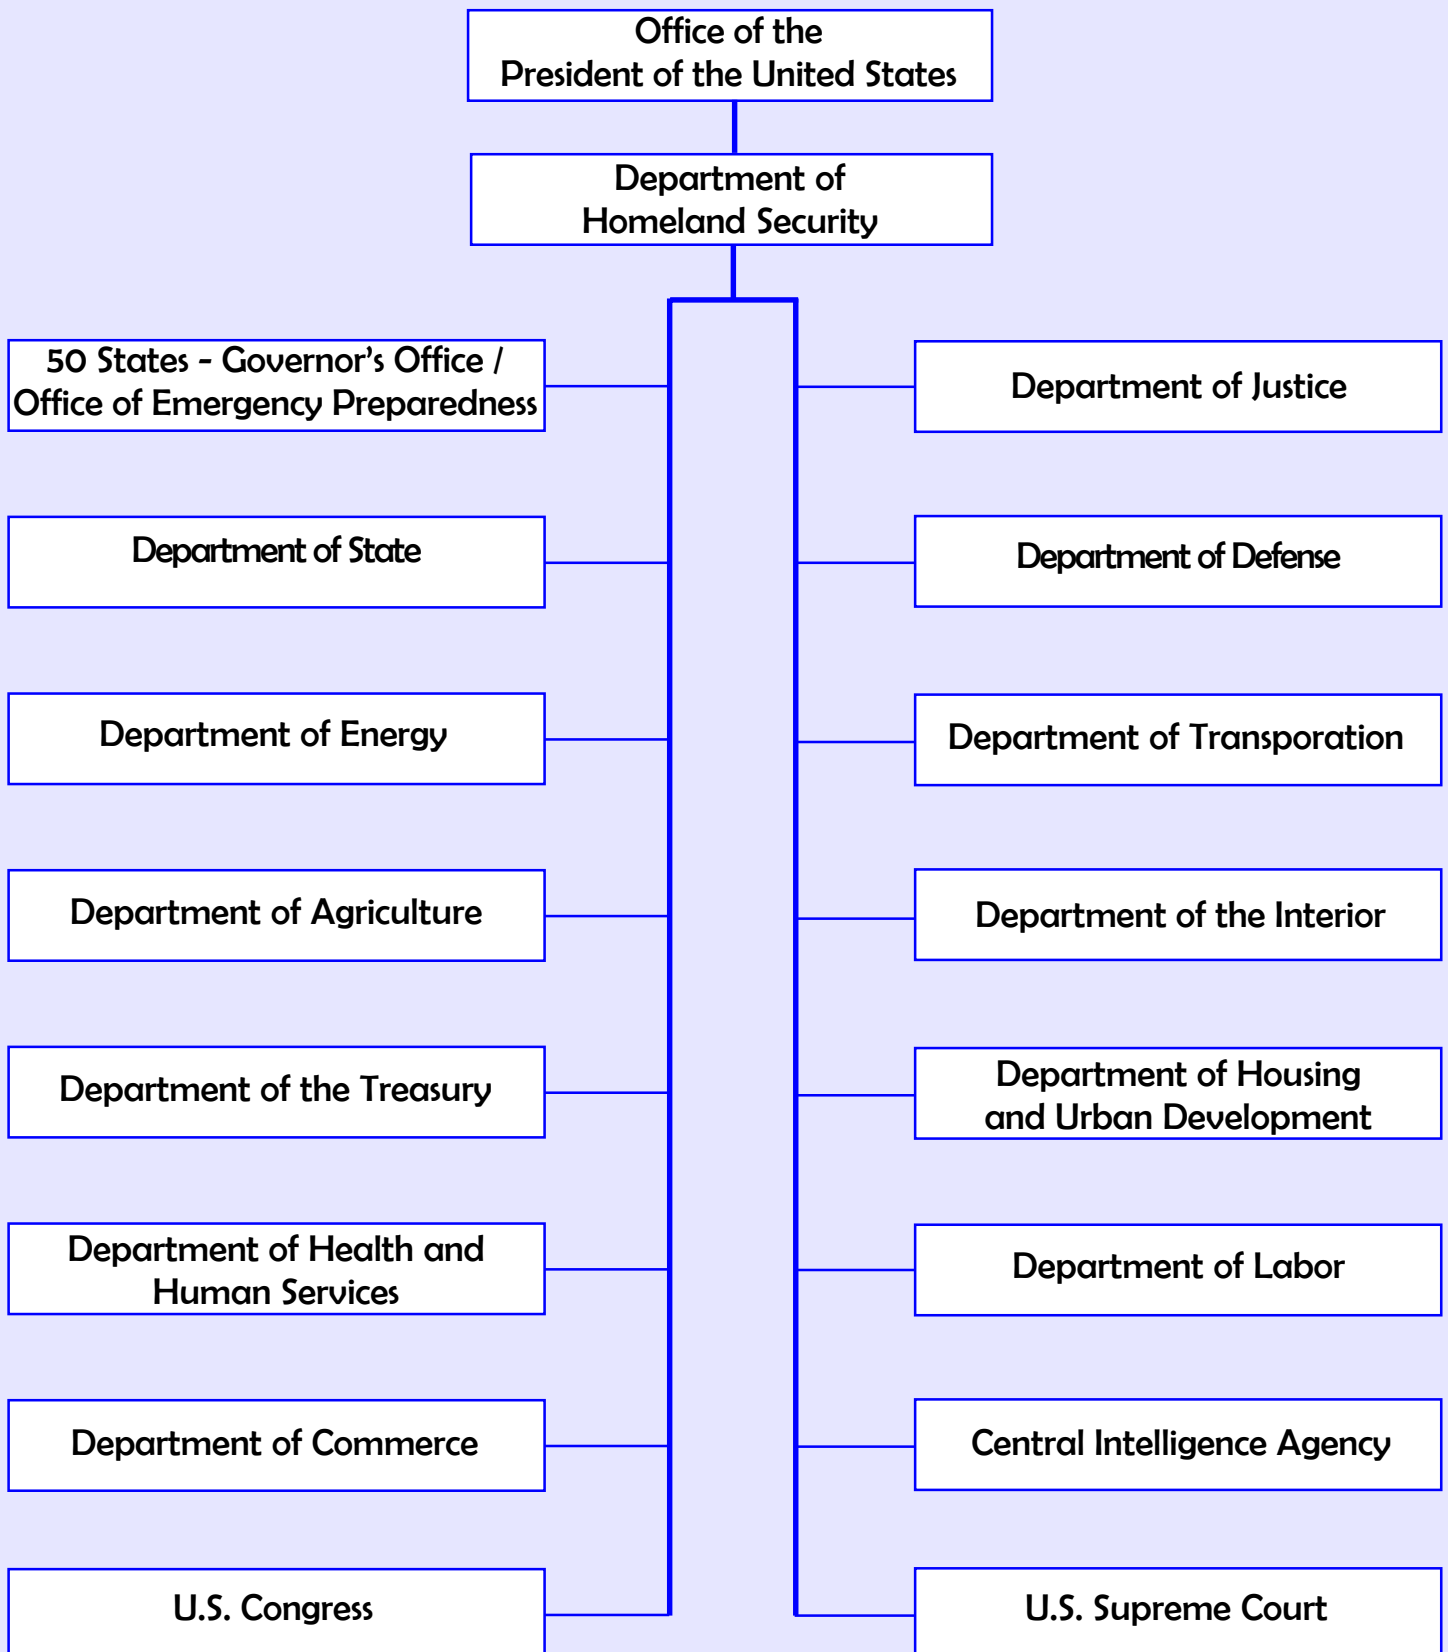 Office of the
President of the United States
Department of
Homeland Security
50 States - Governor’s Office /
Office of Emergency Preparedness
Department of Justice
Department of State
Department of Defense
Department of Energy
Department of Transporation
Department of Agriculture
Department of the Interior
Department of the Treasury
Department of Housing
and Urban Development
Department of Health and
Human Services
Department of Labor
Department of Commerce
Central Intelligence Agency
U.S. Congress
U.S. Supreme Court